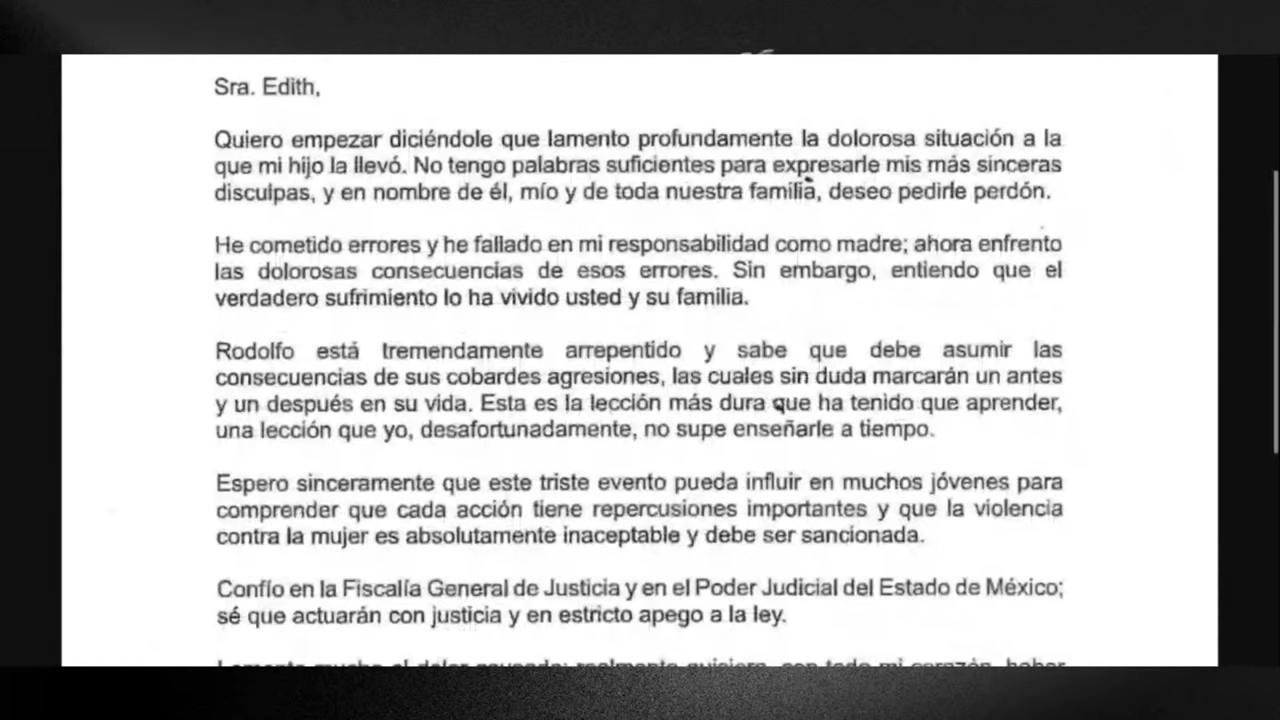 Sra. Edith,
Quiero empezar diciéndole que lamento profundamente la dolorosa situación a la
que mi hijo la llevó. No tengo palabras suficientes para expresarle mis más sinceras
disculpas, y en nombre de él, mío y de toda nuestra familia, deseo pedirle perdón.
He cometido errores y he fallado en mi responsabilidad como madre; ahora enfrento
las dolorosas consecuencias de esos errores. Sin embargo, entiendo que el
verdadero sufrimiento lo ha vivido usted y su familia.
Rodolfo está tremendamente arrepentido y sabe que debe asumir las
consecuencias de sus cobardes agresiones, las cuales sin duda marcarán un antes
y un después en su vida. Esta es la lección más dura que ha tenido que aprender,
una lección que yo, desafortunadamente, no supe enseñarle a tiempo.
Espero sinceramente que este triste evento pueda influir en muchos jóvenes para
comprender que cada acción tiene repercusiones importantes y que la violencia
contra la mujer es absolutamente inaceptable y debe ser sancionada.
Confío en la Fiscalía General de Justicia y en el Poder Judicial del Estado de México;
sé que actuarán con justicia y en estricto apego a la ley.